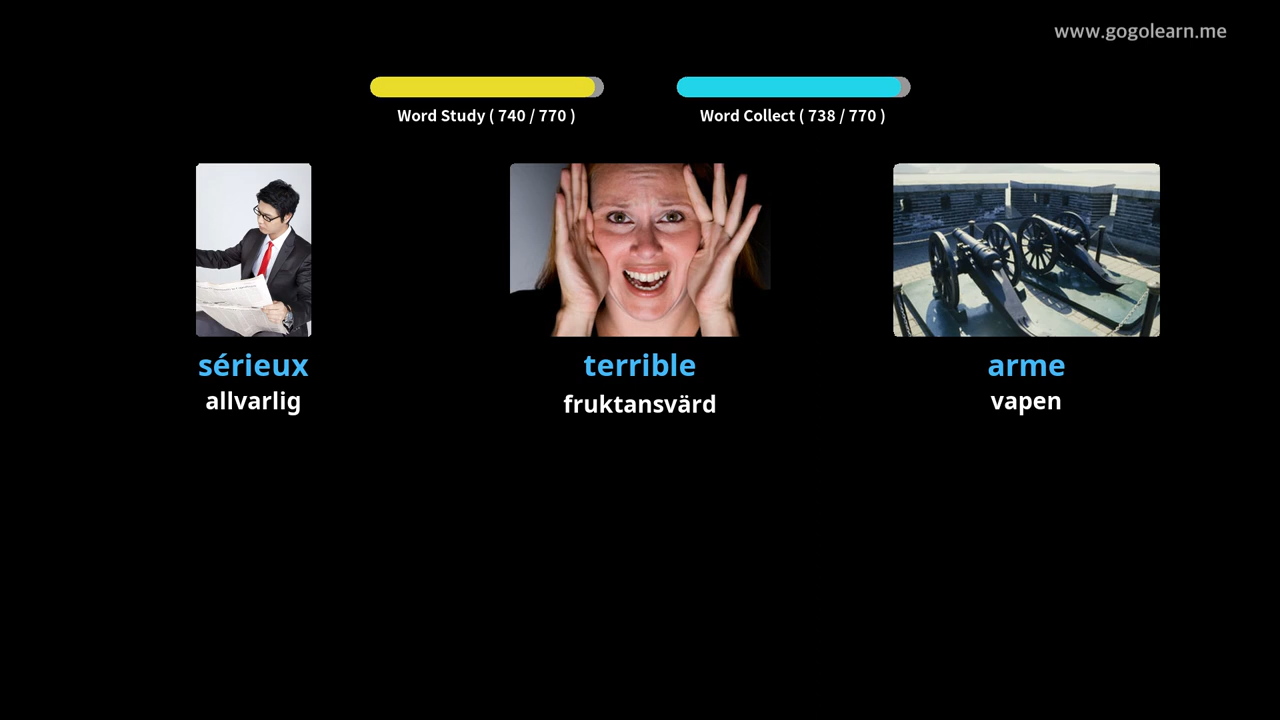 www.gogolearn.me
Word Study ( 740 / 770 )
Word Collect ( 738 / 770 )
sérieux
allvarlig
terrible
fruktansvärd
arme
vapen